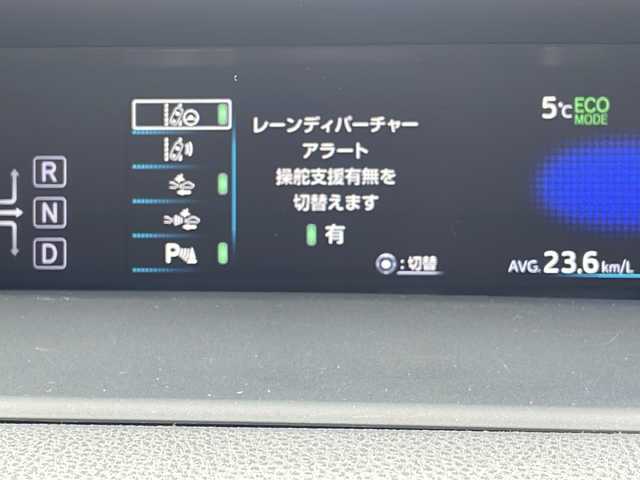 R
N
D
P
レーンディパーチャー
アラート
操舵支援有無を
切替えます
有
:切替
5℃ ECO
MODE
AVG. 23.6 km/L